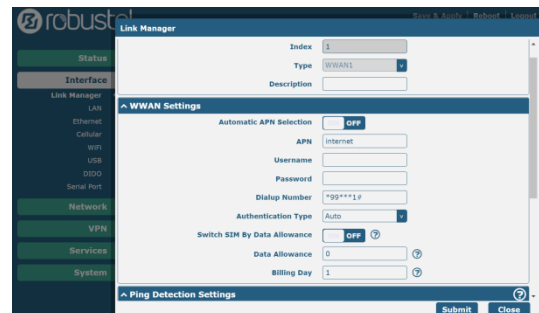 robustel
Save & Apply | Reboot | Logout
Link Manager
Index 1
Status
Type WWAN1 v
Interface
Description
Link Manager
^ WWAN Settings
LAN
Ethernet
Automatic APN Selection OFF
Cellular
APN internet
WiFi
USB
Username
DIDO
Password
Serial Port
Dialup Number *99***1#
Network
Authentication Type Auto v
VPN
Switch SIM By Data Allowance OFF ?
Services
Data Allowance 0 ?
System
Billing Day 1 ?
^ Ping Detection Settings ?
Submit Close